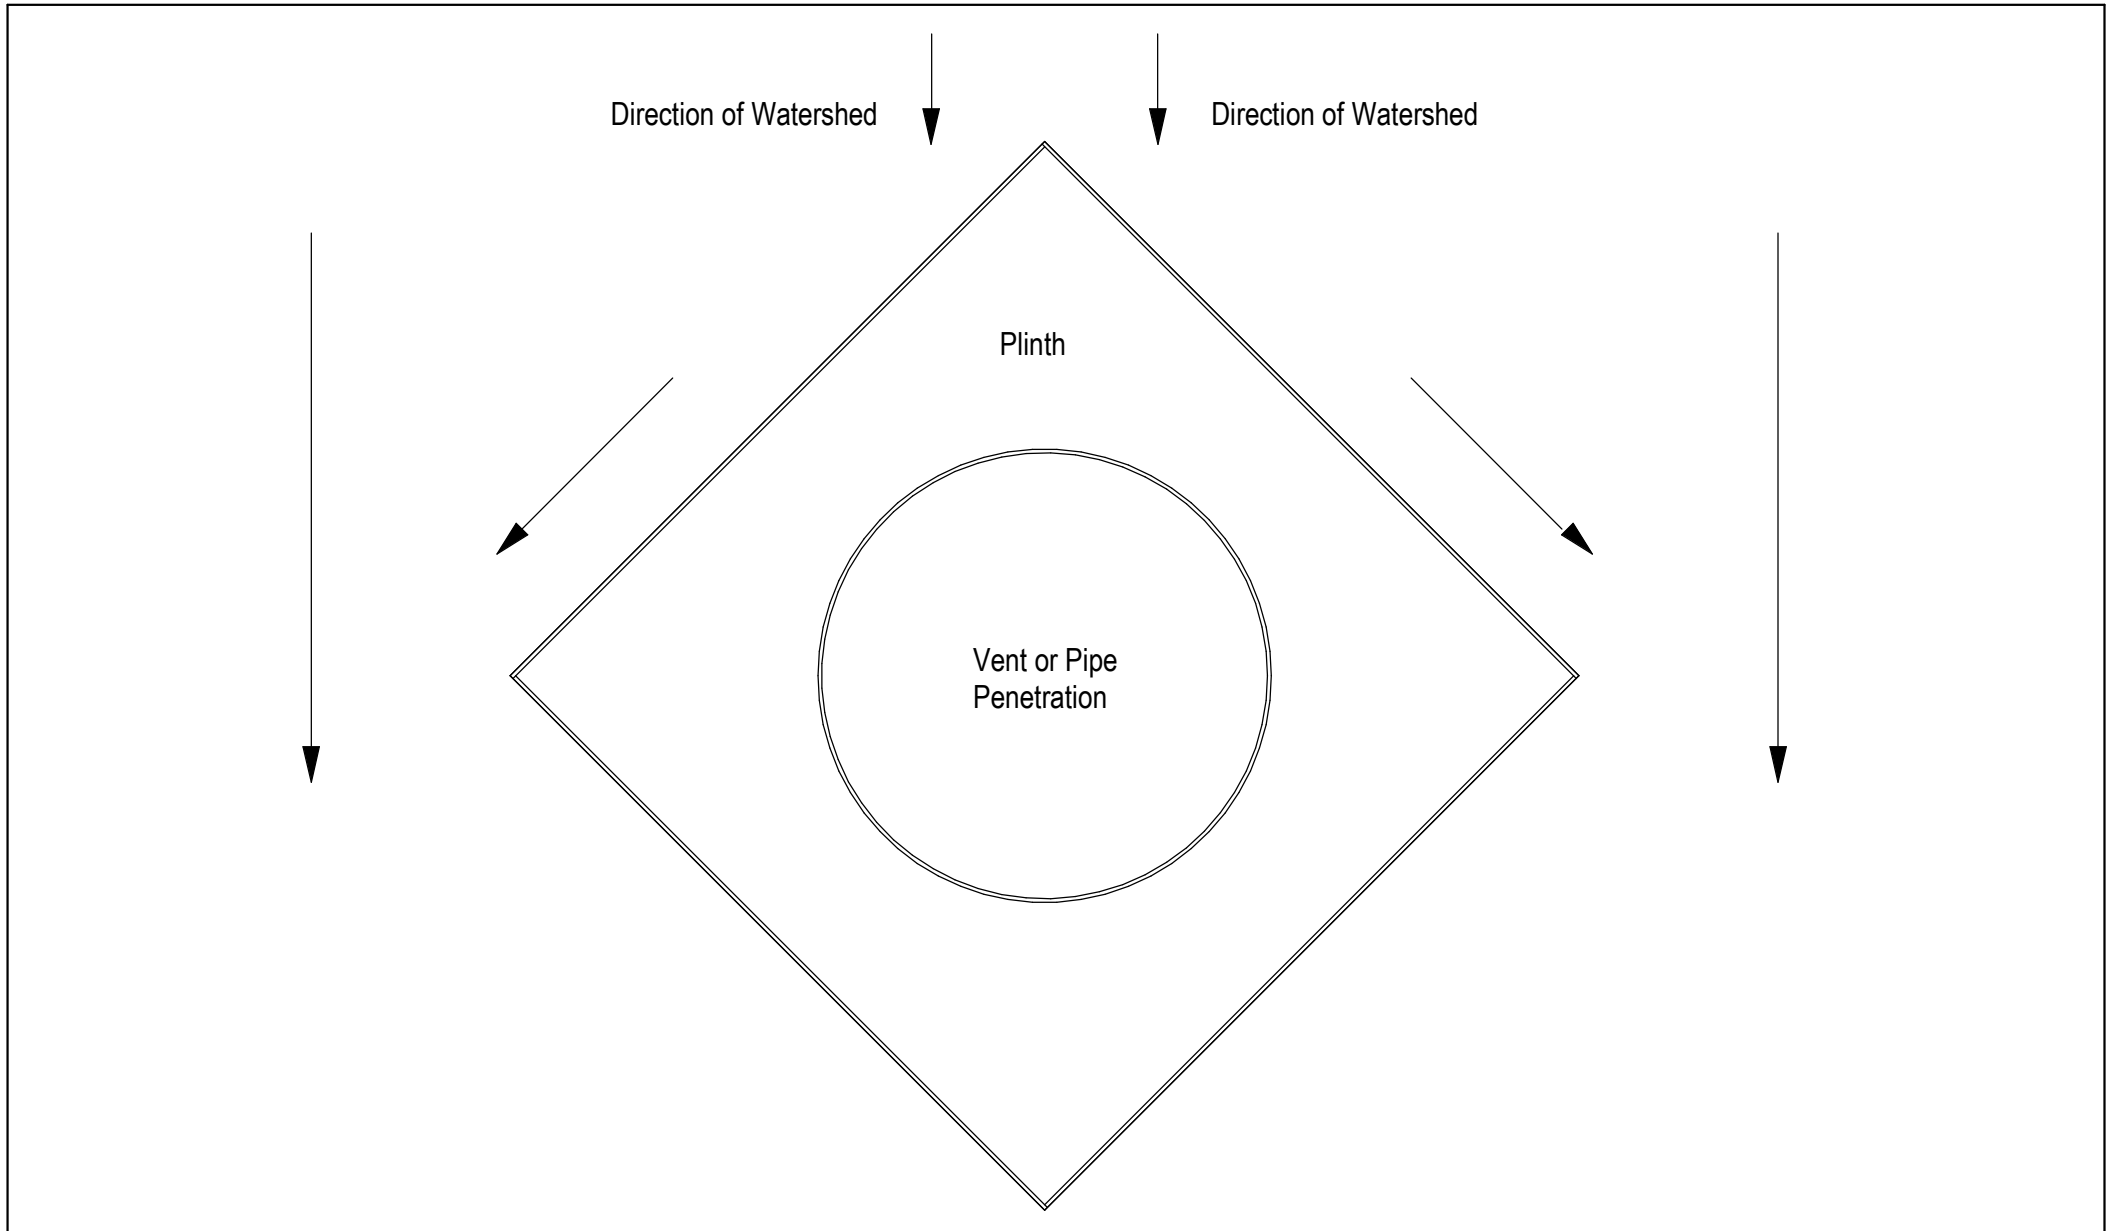 Direction of Watershed
Direction of Watershed
Plinth
Vent or Pipe
Penetration